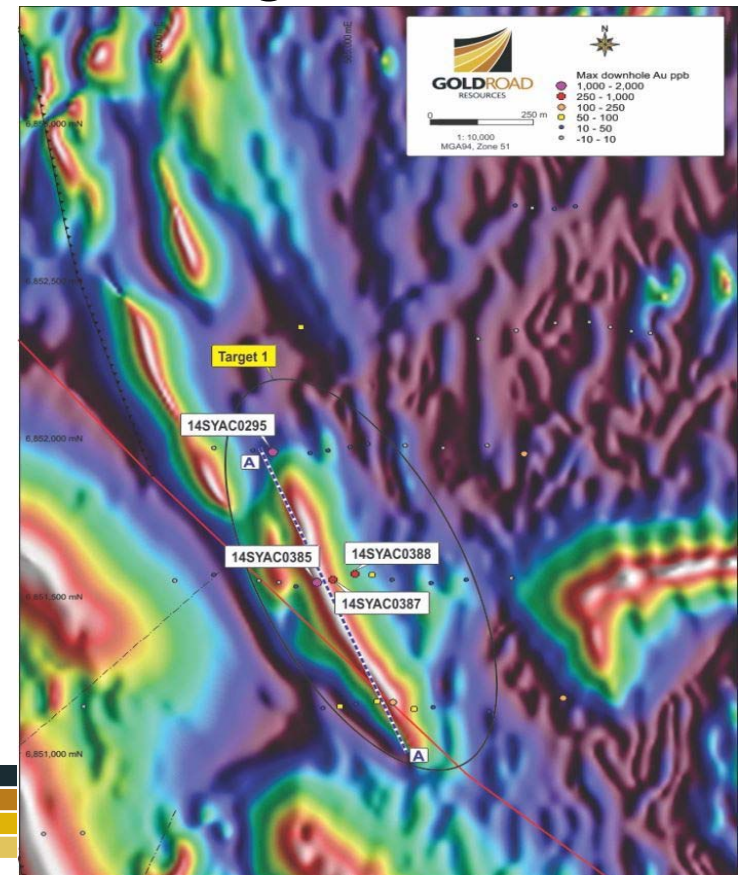 N
GOLDROAD
RESOURCES
0 250 m
1: 10,000
MGA94, Zone 51
Max downhole Au ppb
1,000 - 2,000
250 - 1,000
100 - 250
50 - 100
10 - 50
-10 - 10
6,852,500 mN
Target 1
14SYAC0295
6,852,000 mN
A
14SYAC0388
14SYAC0385
6,851,500 mN
14SYAC0387
6,851,000 mN
A